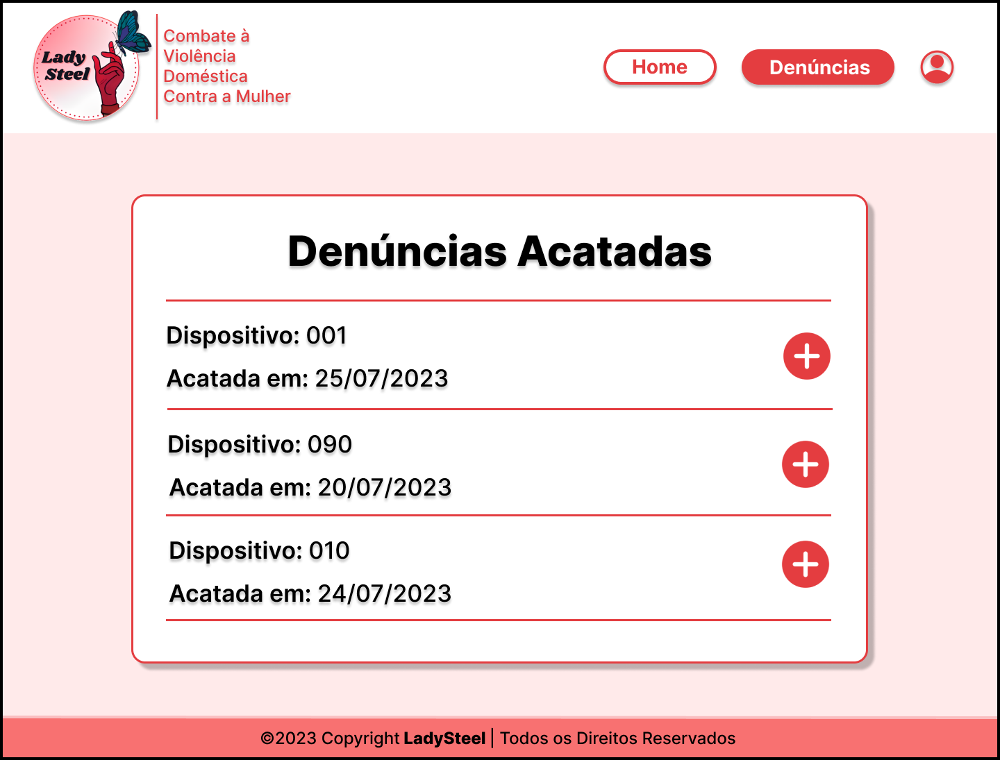 Lady
Steel
Combate à
Violência
Doméstica
Contra a Mulher
Home
Denúncias
Denúncias Acatadas
Dispositivo: 001
Acatada em: 25/07/2023
Dispositivo: 090
Acatada em: 20/07/2023
Dispositivo: 010
Acatada em: 24/07/2023
©2023 Copyright LadySteel | Todos os Direitos Reservados